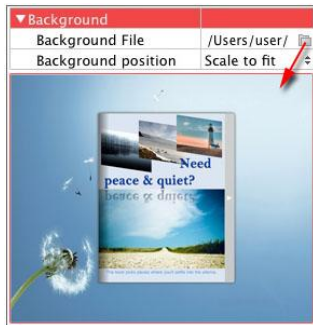 ▼Background
Background File /Users/user/
Background position Scale to fit
Need
peace & quiet?